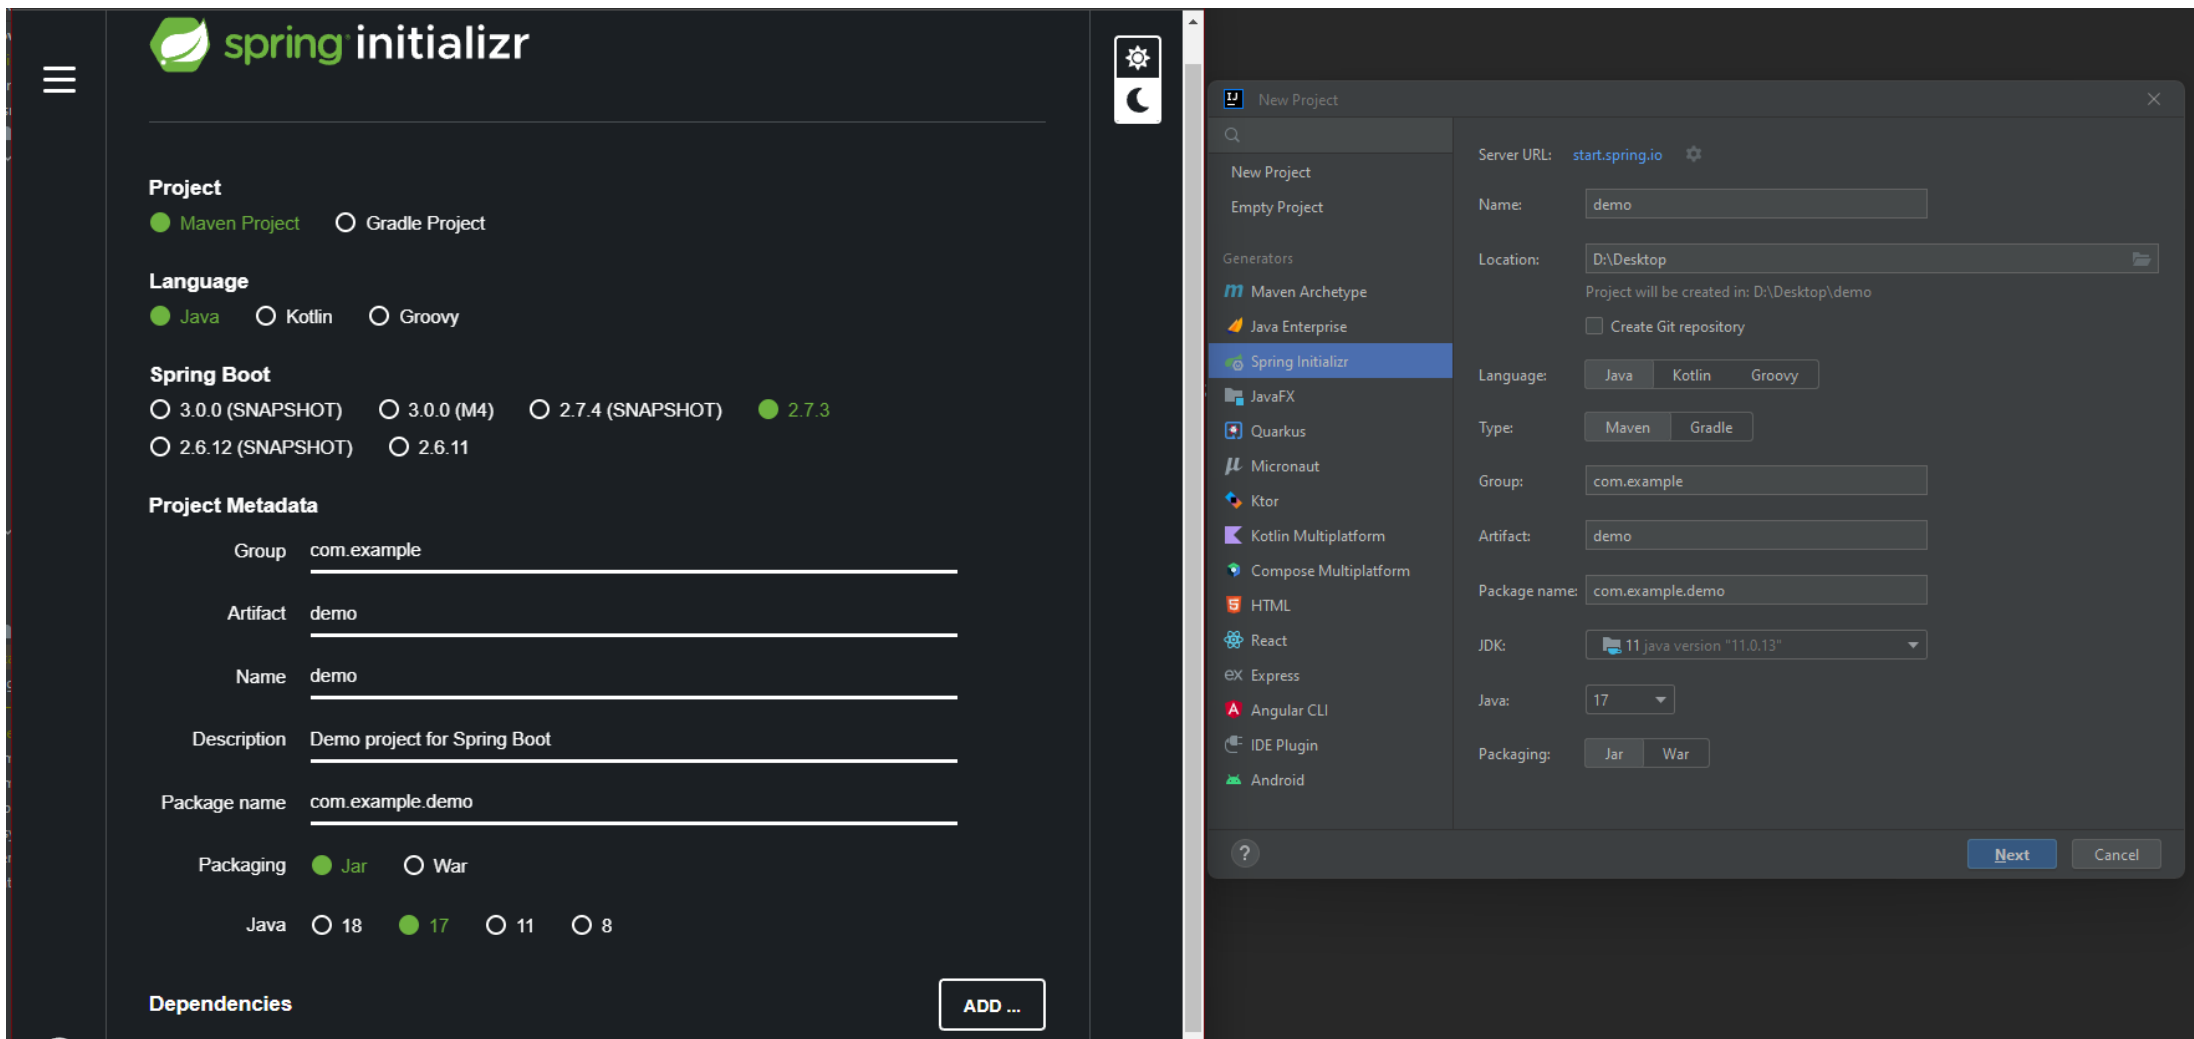 spring initializr
Project
Maven Project Gradle Project
Language
Java Kotlin Groovy
Spring Boot
3.0.0 (SNAPSHOT) 3.0.0 (M4) 2.7.4 (SNAPSHOT) 2.7.3
2.6.12 (SNAPSHOT) 2.6.11
Project Metadata
Group com.example
Artifact demo
Name demo
Description Demo project for Spring Boot
Package name com.example.demo
Packaging Jar War
Java 18 17 11 8
Dependencies ADD ...
IJ New Project
New Project
Empty Project
Generators
Maven Archetype
Java Enterprise
Spring Initializr
JavaFX
Quarkus
Micronaut
Ktor
Kotlin Multiplatform
Compose Multiplatform
HTML
React
ex Express
Angular CLI
IDE Plugin
Android
Server URL: start.spring.io
Name: demo
Location: D:\Desktop
Project will be created in: D:\Desktop\demo
Create Git repository
Language: Java Kotlin Groovy
Type: Maven Gradle
Group: com.example
Artifact: demo
Package name: com.example.demo
JDK: 11 java version "11.0.13"
Java: 17
Packaging: Jar War
? Next Cancel